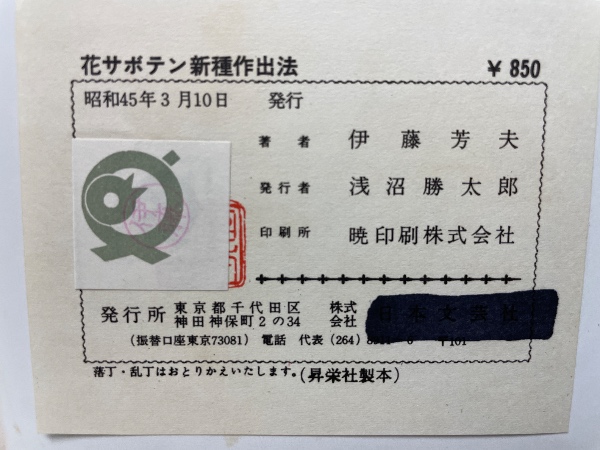 花サボテン新種作出法 ￥850
昭和45年3月10日 発行
著者 伊藤芳夫
発行者 浅沼勝太郎
印刷所 暁印刷株式会社
発行所 東京都千代田区 株式
神田神保町2の34 会社 日本文芸社
(振替口座東京73081) 電話 代表(264) 〒101
落丁・乱丁はおとりかえいたします。(昇栄社製本)